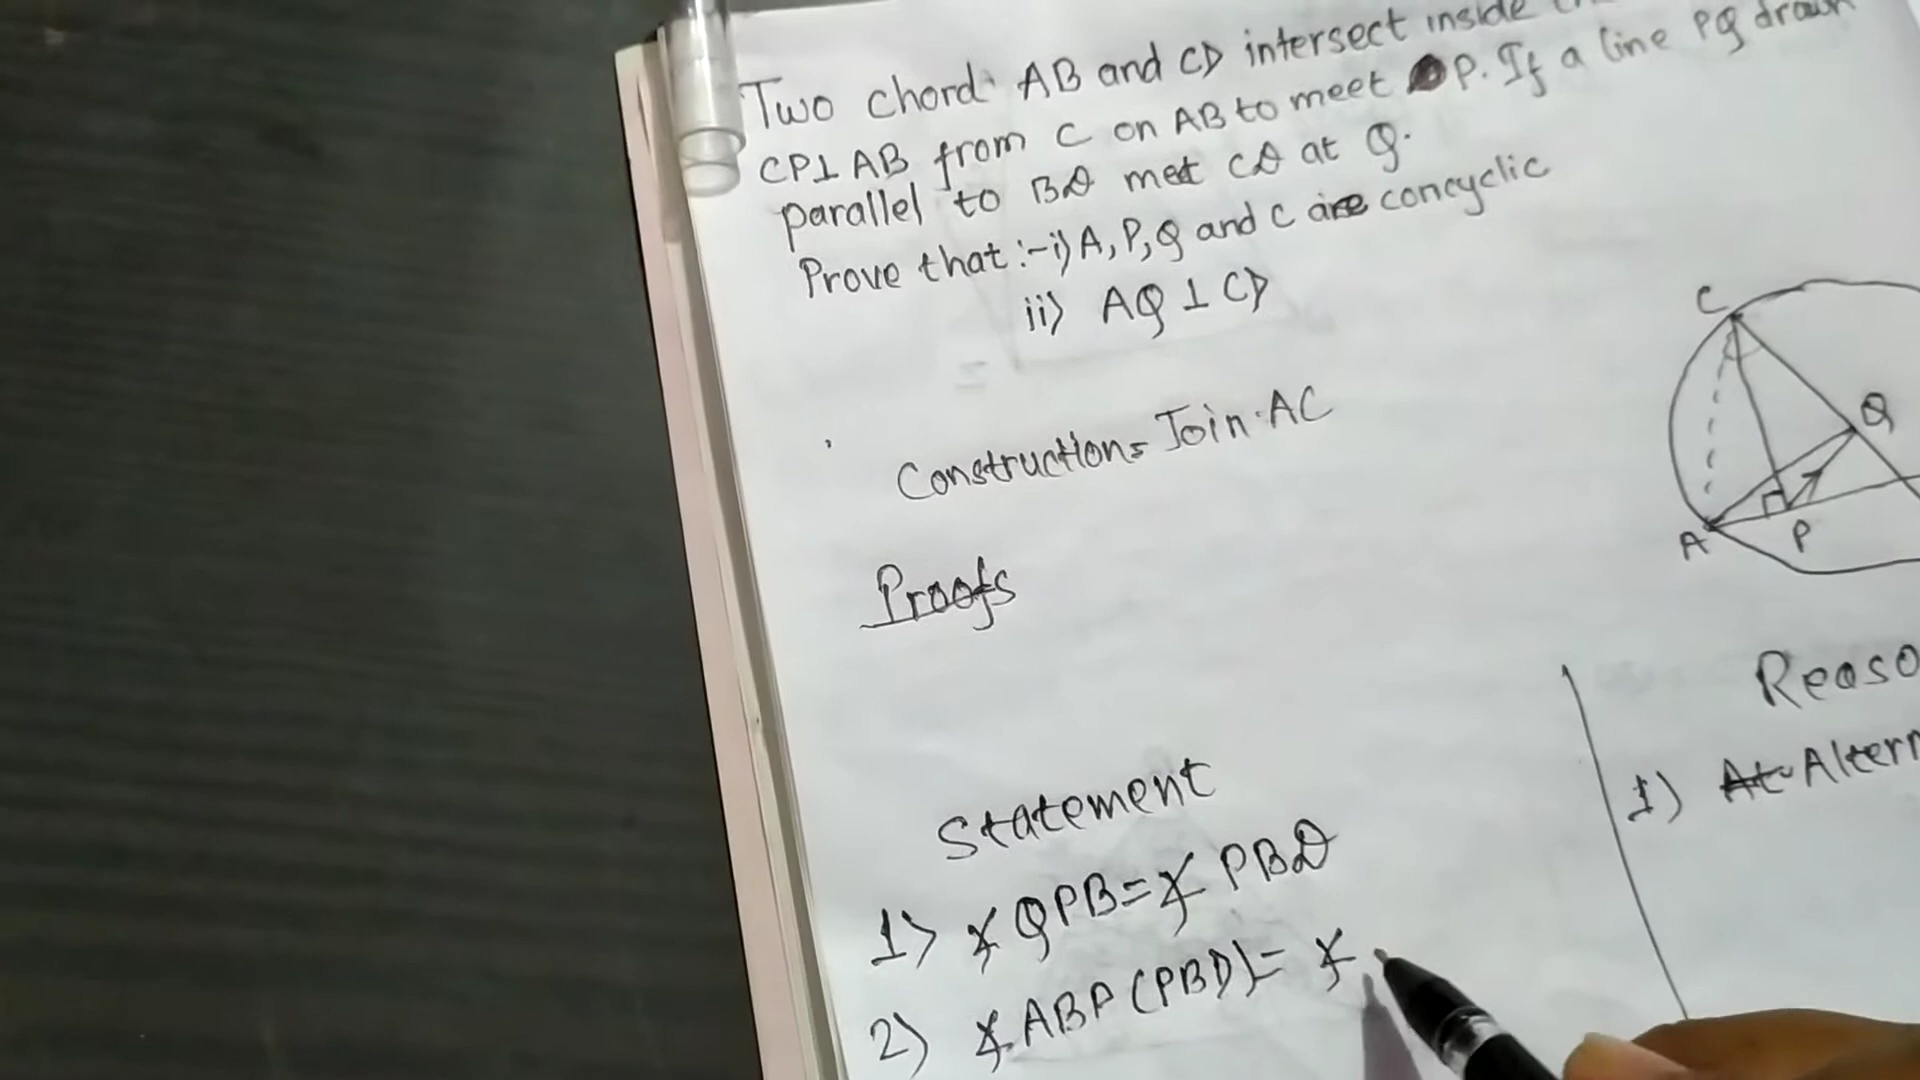 Two chord AB and CD intersect inside
CP⊥AB from C on AB to meet P. If a line PQ drawn
parallel to BD met CD at Q.
Prove that :- i) A, P, Q and C are concyclic
ii) AQ ⊥ CD
Construction = Join AC
Proofs
C
Q
A
P
Statement
Reaso
1) ∠QPB = ∠PBD
1) Altern
2) ∠ABD (PBD) = ∠